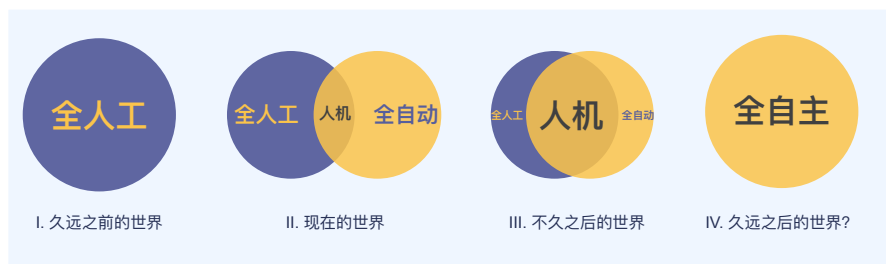 全人工
全人工
人机
全自动
全人工
人机
全自动
全自主
I. 久远之前的世界
II. 现在的世界
III. 不久之后的世界
IV. 久远之后的世界?